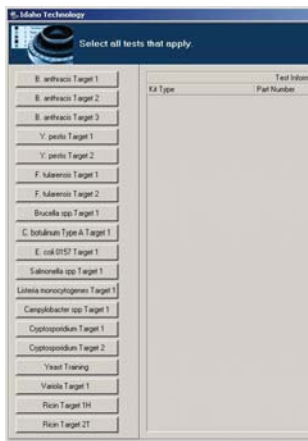 Idaho Technology
Select all tests that apply.
B. anthracis Target 1
B. anthracis Target 2
B. anthracis Target 3
Y. pestis Target 1
Y. pestis Target 2
F. tularensis Target 1
F. tularensis Target 2
Brucella spp Target 1
C. botulinum Type A Target 1
E. coli 0157 Target 1
Salmonella spp Target 1
Listeria monocytogenes Target 1
Campylobacter spp Target 1
Cryptosporidium Target 1
Cryptosporidium Target 2
Yeast Training
Variola Target 1
Ricin Target 1H
Ricin Target 2T
Test Inform
Kit Type Part Number